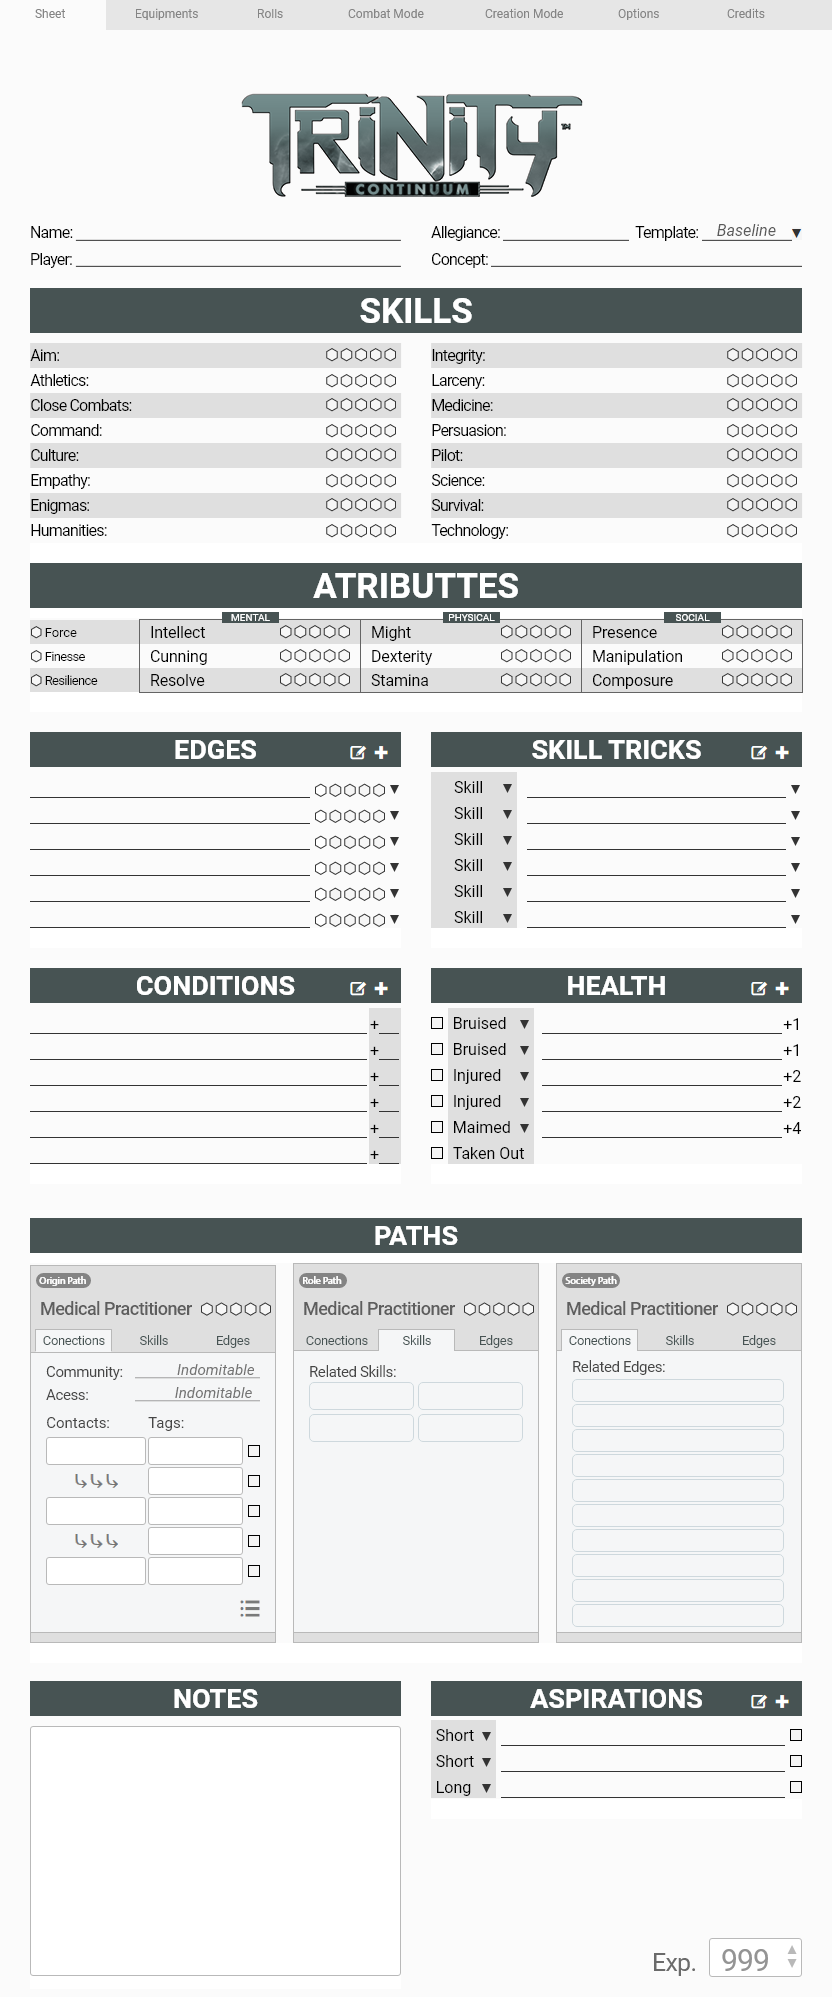 Sheet Equipments Rolls Combat Mode Creation Mode Options Credits
TRINITY™
CONTINUUM
Name: Allegiance: Template: Baseline ▼
Player: Concept:
SKILLS
Aim: Integrity:
Athletics: Larceny:
Close Combats: Medicine:
Command: Persuasion:
Culture: Pilot:
Empathy: Science:
Enigmas: Survival:
Humanities: Technology:
ATRIBUTTES
MENTAL PHYSICAL SOCIAL
Force Intellect Might Presence
Finesse Cunning Dexterity Manipulation
Resilience Resolve Stamina Composure
EDGES
SKILL TRICKS
Skill ▼
Skill ▼
Skill ▼
Skill ▼
Skill ▼
Skill ▼
CONDITIONS
+
+
+
+
+
+
HEALTH
Bruised ▼ +1
Bruised ▼ +1
Injured ▼ +2
Injured ▼ +2
Maimed ▼ +4
Taken Out
PATHS
Origin Path
Medical Practitioner
Conections Skills Edges
Community: Indomitable
Acess: Indomitable
Contacts: Tags:
Role Path
Medical Practitioner
Conections Skills Edges
Related Skills:
Society Path
Medical Practitioner
Conections Skills Edges
Related Edges:
NOTES
ASPIRATIONS
Short ▼
Short ▼
Long ▼
Exp. 999